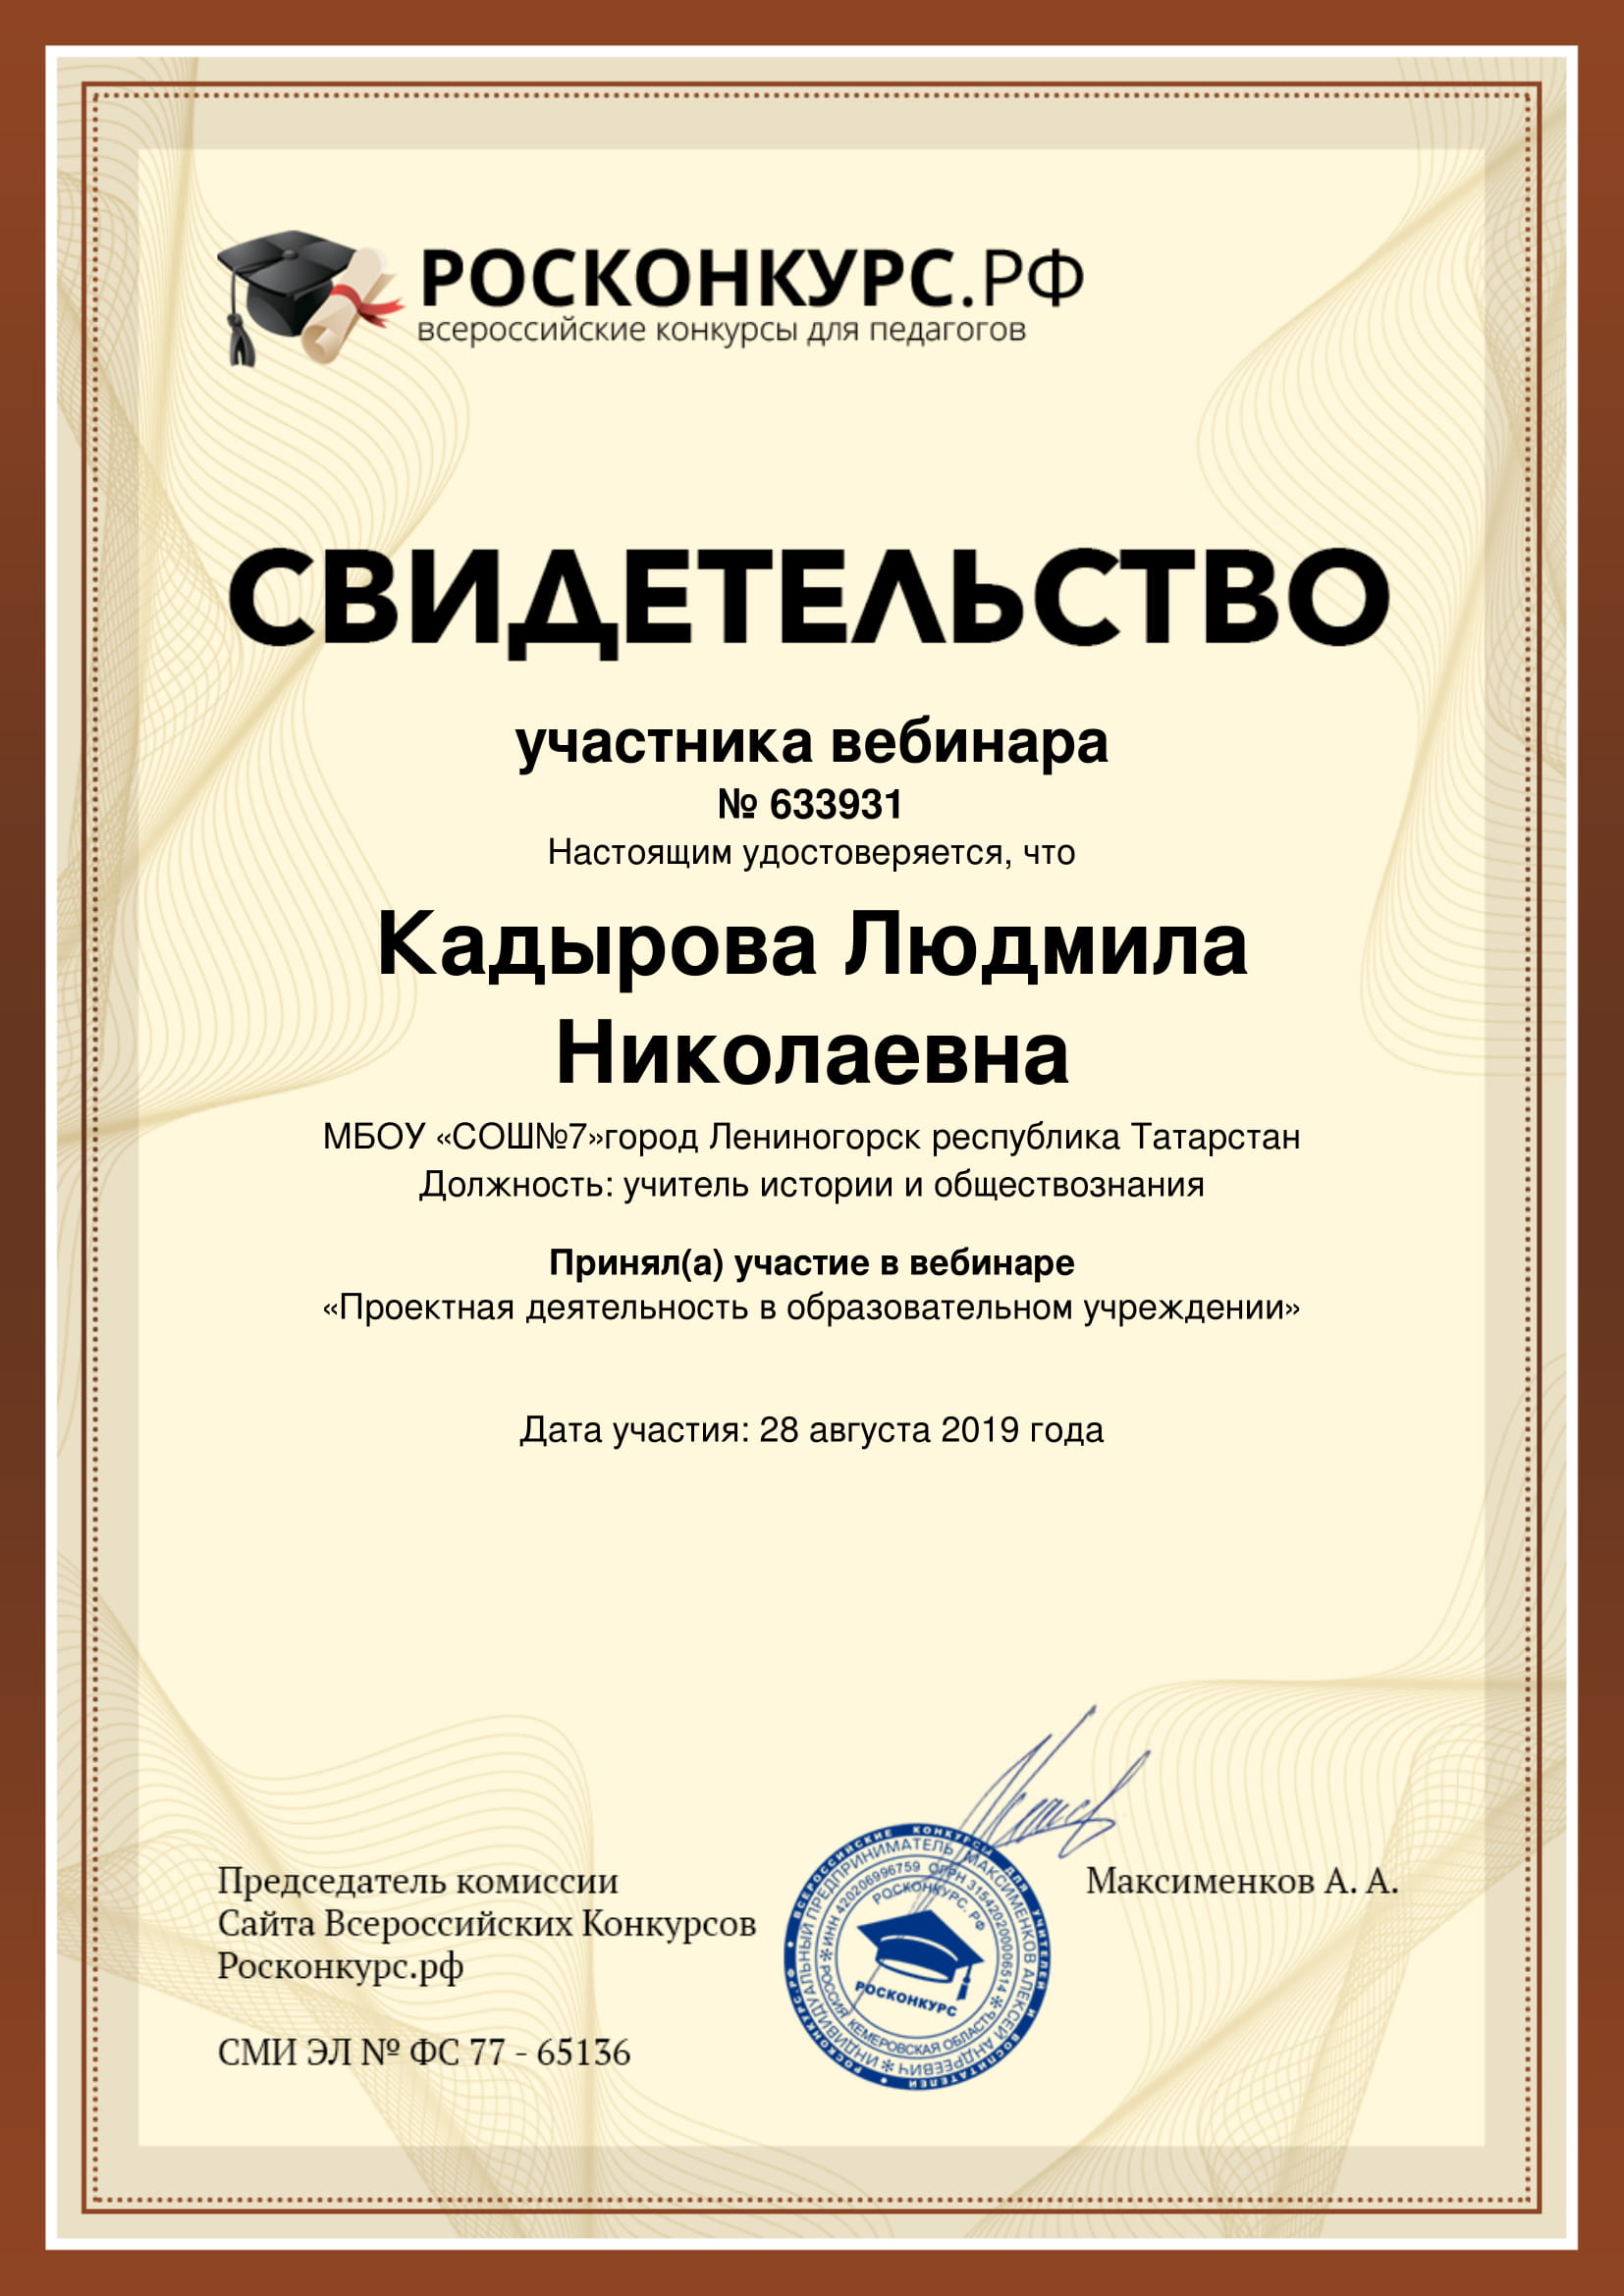 РОСКОНКУРС.РФ
всероссийские конкурсы для педагогов
СВИДЕТЕЛЬСТВО
участника вебинара
№ 633931
Настоящим удостоверяется, что
Кадырова Людмила
Николаевна
МБОУ «СОШ№7»город Лениногорск республика Татарстан
Должность: учитель истории и обществознания
Принял(а) участие в вебинаре
«Проектная деятельность в образовательном учреждении»
Дата участия: 28 августа 2019 года
Председатель комиссии
Сайта Всероссийских Конкурсов
Росконкурс.рф
СМИ ЭЛ № ФС 77 - 65136
Максименков А. А.
ВСЕРОССИЙСКИЕ КОНКУРСЫ ДЛЯ УЧИТЕЛЕЙ И ВОСПИТАТЕЛЕЙ • РОСКОНКУРС.РФ •
ИНДИВИДУАЛЬНЫЙ ПРЕДПРИНИМАТЕЛЬ МАКСИМЕНКОВ АЛЕКСЕЙ АНДРЕЕВИЧ
ИНН 420206996759 ОГРН 315420200006514
РОССИЯ КЕМЕРОВСКАЯ ОБЛАСТЬ
РОСКОНКУРС. РФ
РОСКОНКУРС